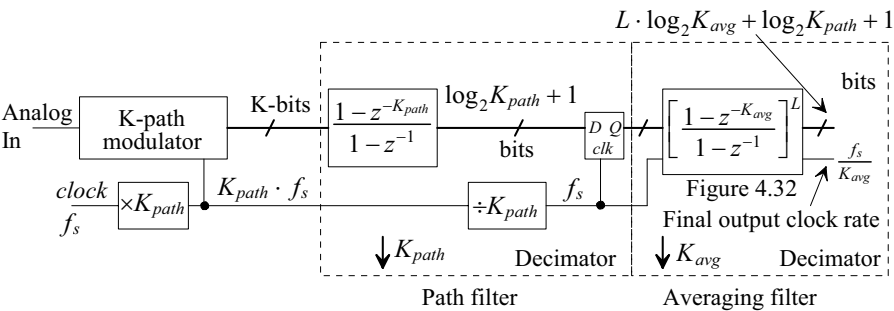 L · log₂K_avg + log₂K_path + 1
bits
Analog
In
K-path
modulator
K-bits
1 − z^{−K_path}
1 − z^{−1}
log₂K_path + 1
bits
D Q
clk
[ (1 − z^{−K_avg}) / (1 − z^{−1}) ]^L
f_s
K_avg
clock
f_s
×K_path
K_path · f_s
÷K_path
f_s
Figure 4.32
Final output clock rate
K_path
Decimator
K_avg
Decimator
Path filter
Averaging filter